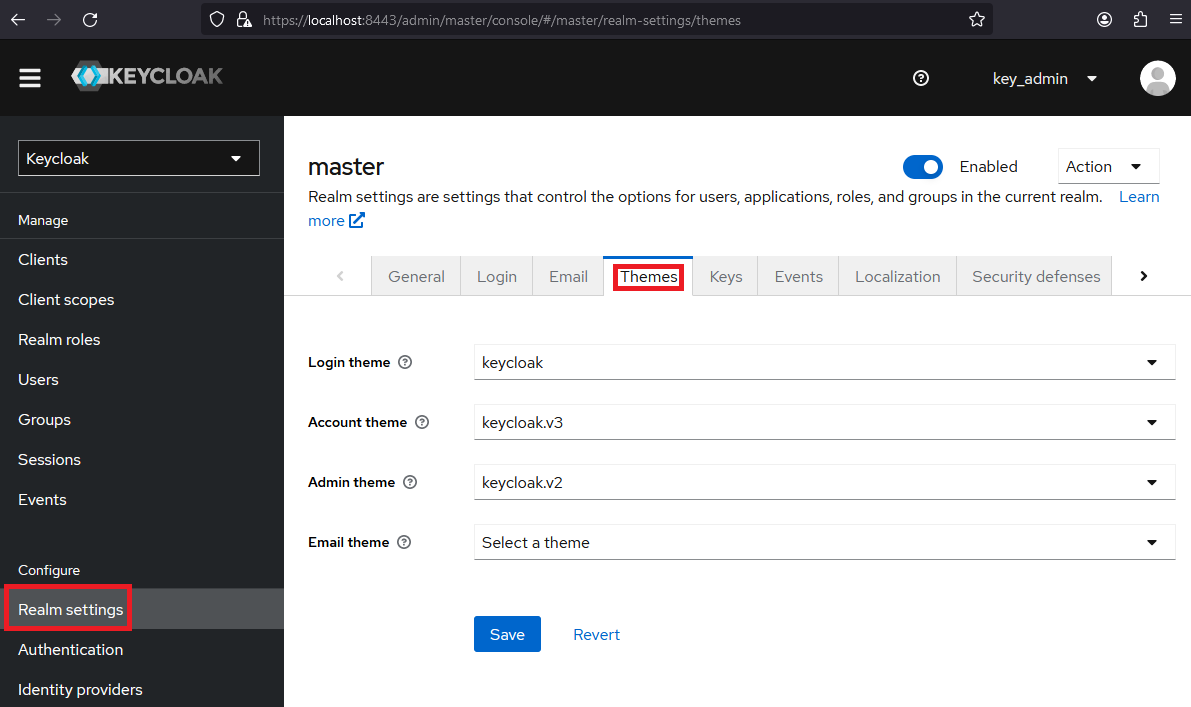 https://localhost:8443/admin/master/console/#/master/realm-settings/themes
KEYCLOAK
key_admin
Keycloak
Manage
Clients
Client scopes
Realm roles
Users
Groups
Sessions
Events
Configure
Realm settings
Authentication
Identity providers
master
Enabled
Action
Realm settings are settings that control the options for users, applications, roles, and groups in the current realm. Learn
more
General Login Email Themes Keys Events Localization Security defenses
Login theme keycloak
Account theme keycloak.v3
Admin theme keycloak.v2
Email theme Select a theme
Save Revert